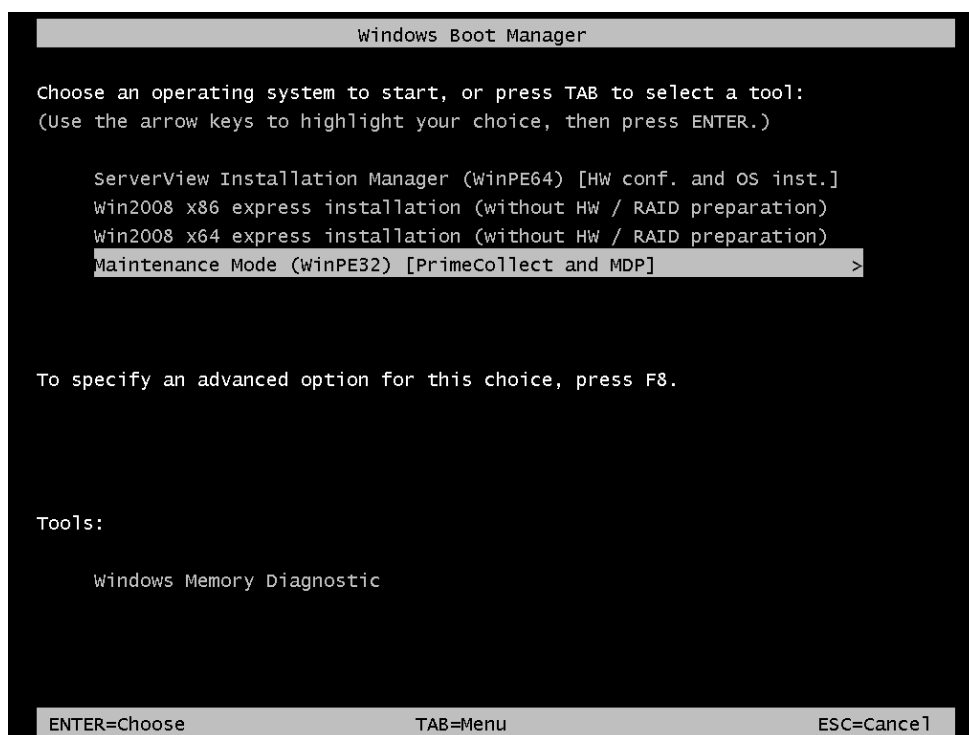 Windows Boot Manager
Choose an operating system to start, or press TAB to select a tool:
(Use the arrow keys to highlight your choice, then press ENTER.)
ServerView Installation Manager (WinPE64) [HW conf. and OS inst.]
Win2008 x86 express installation (without HW / RAID preparation)
Win2008 x64 express installation (without HW / RAID preparation)
Maintenance Mode (WinPE32) [PrimeCollect and MDP] >
To specify an advanced option for this choice, press F8.
Tools:
Windows Memory Diagnostic
ENTER=Choose TAB=Menu ESC=Cancel